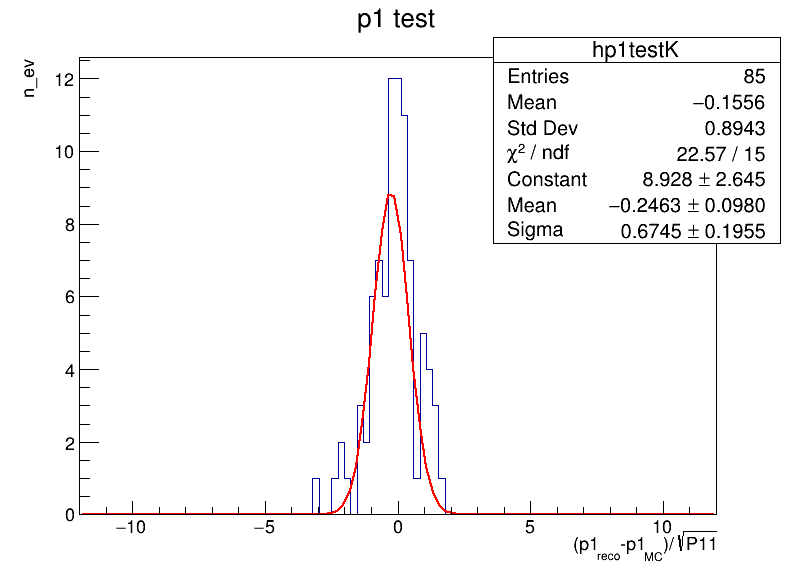 p1 test
hp1testK
Entries 85
Mean −0.1556
Std Dev 0.8943
χ² / ndf 22.57 / 15
Constant 8.928 ± 2.645
Mean −0.2463 ± 0.0980
Sigma 0.6745 ± 0.1955
n_ev
12
10
8
6
4
2
0
−10 −5 0 5 10
(p1reco-p1MC)/√P11